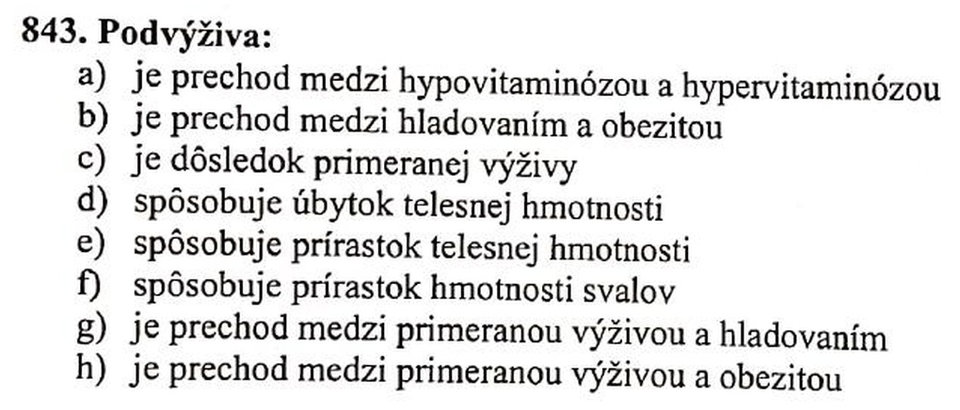 843. Podvýživa:
a) je prechod medzi hypovitaminózou a hypervitaminózou
b) je prechod medzi hladovaním a obezitou
c) je dôsledok primeranej výživy
d) spôsobuje úbytok telesnej hmotnosti
e) spôsobuje prírastok telesnej hmotnosti
f) spôsobuje prírastok hmotnosti svalov
g) je prechod medzi primeranou výživou a hladovaním
h) je prechod medzi primeranou výživou a obezitou